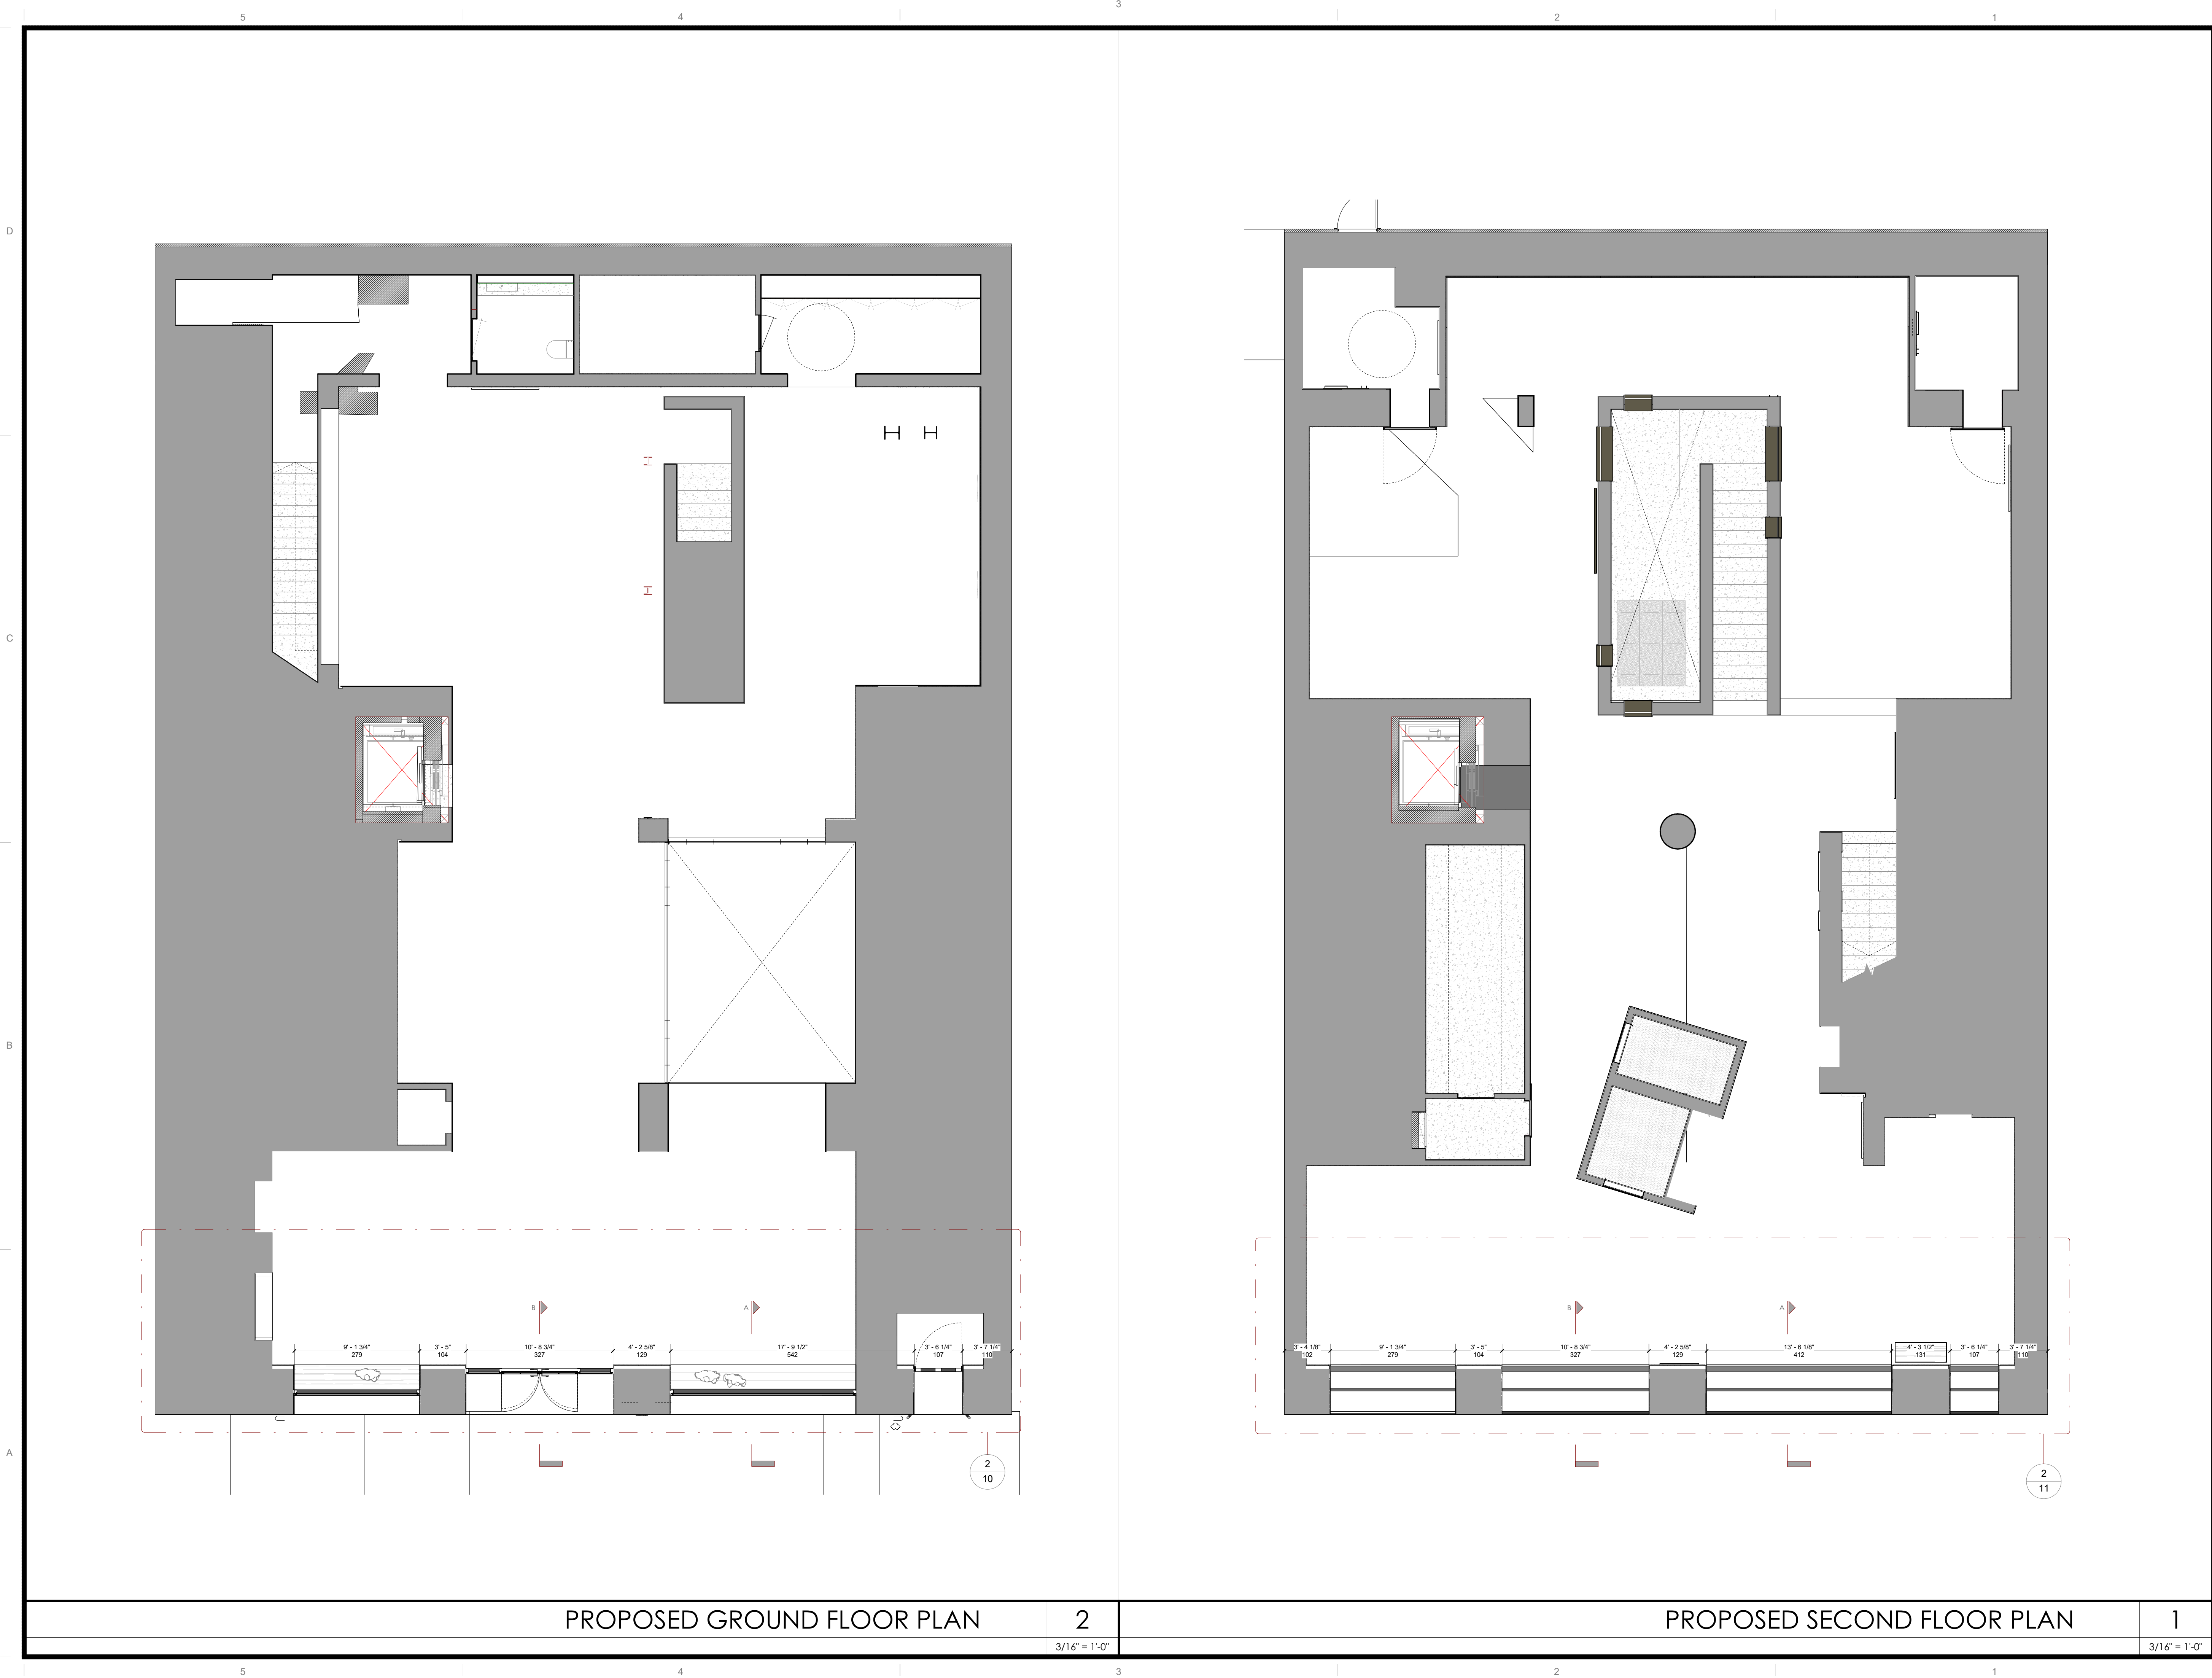 5 4 3 2 1
D
C
B
A
B A
9' - 1 3/4" 3' - 5" 10' - 8 3/4" 4' - 2 5/8" 17' - 9 1/2" 3' - 6 1/4" 3' - 7 1/4"
279 104 327 129 542 107 110
2
10
B A
3' - 4 1/8" 9' - 1 3/4" 3' - 5" 10' - 8 3/4" 4' - 2 5/8" 13' - 6 1/8" 4' - 3 1/2" 3' - 6 1/4" 3' - 7 1/4"
102 279 104 327 129 412 131 107 110
2
11
PROPOSED GROUND FLOOR PLAN 2
3/16" = 1'-0"
PROPOSED SECOND FLOOR PLAN 1
3/16" = 1'-0"
5 4 3 2 1